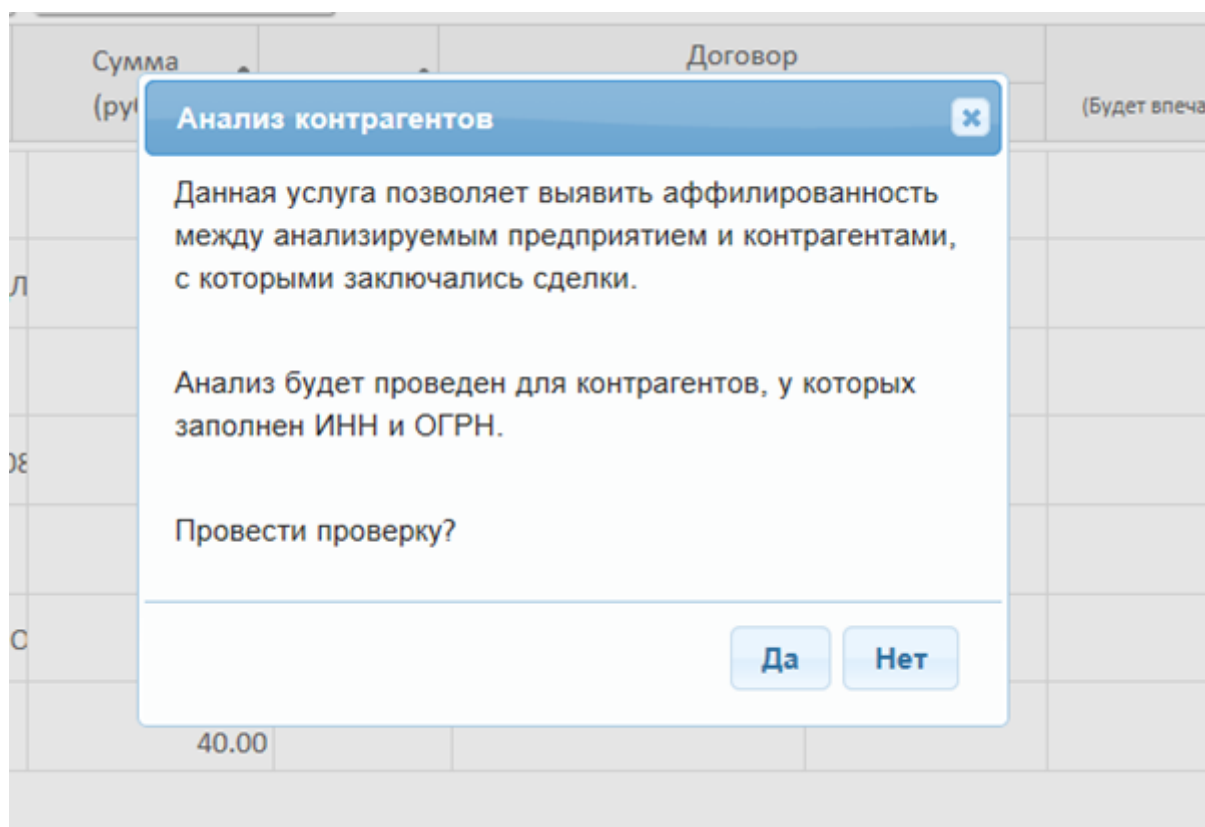 Сумма
Договор
(Будет
Анализ контрагентов
Данная услуга позволяет выявить аффилированность
между анализируемым предприятием и контрагентами,
с которыми заключались сделки.
Анализ будет проведен для контрагентов, у которых
заполнен ИНН и ОГРН.
Провести проверку?
Да
Нет
40.00